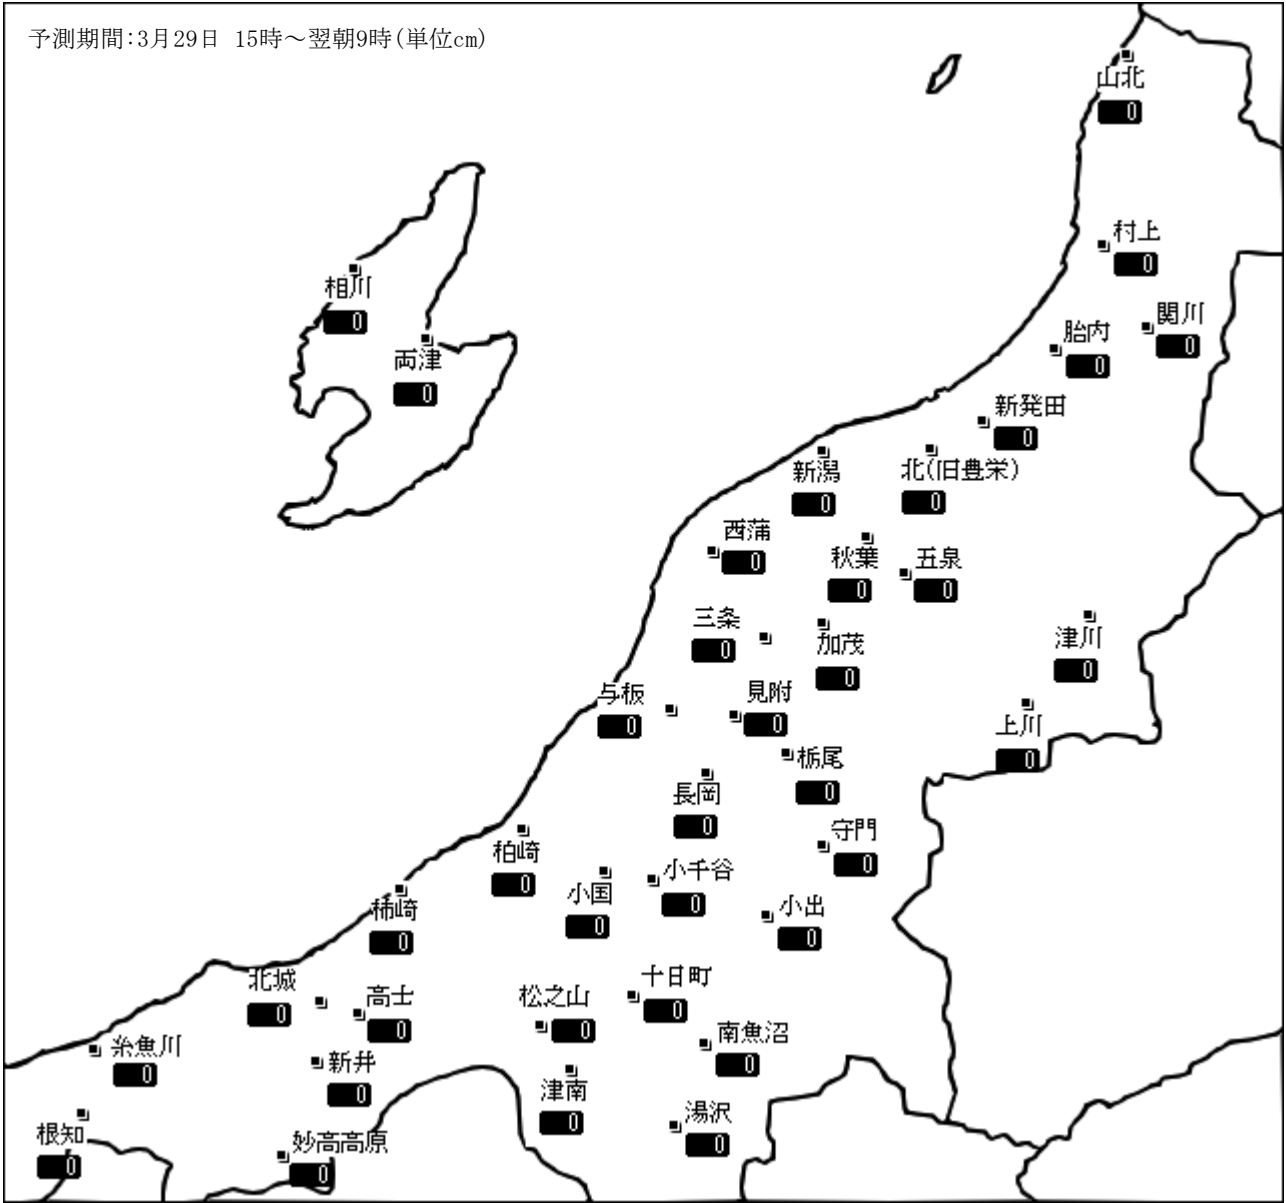 予測期間:3月29日 15時～翌朝9時(単位cm)
山北
0
村上
0
相川
0
関川
0
胎内
0
両津
0
新発田
0
新潟
0
北(旧豊栄)
0
西蒲
0
秋葉
0
五泉
0
三条
0
加茂
0
津川
0
与板
0
見附
0
上川
0
栃尾
0
長岡
0
守門
0
柏崎
0
小国
0
小千谷
0
柿崎
0
小出
0
北城
0
高士
0
松之山
0
十日町
0
糸魚川
0
新井
0
南魚沼
0
津南
0
湯沢
0
根知
0
妙高高原
0